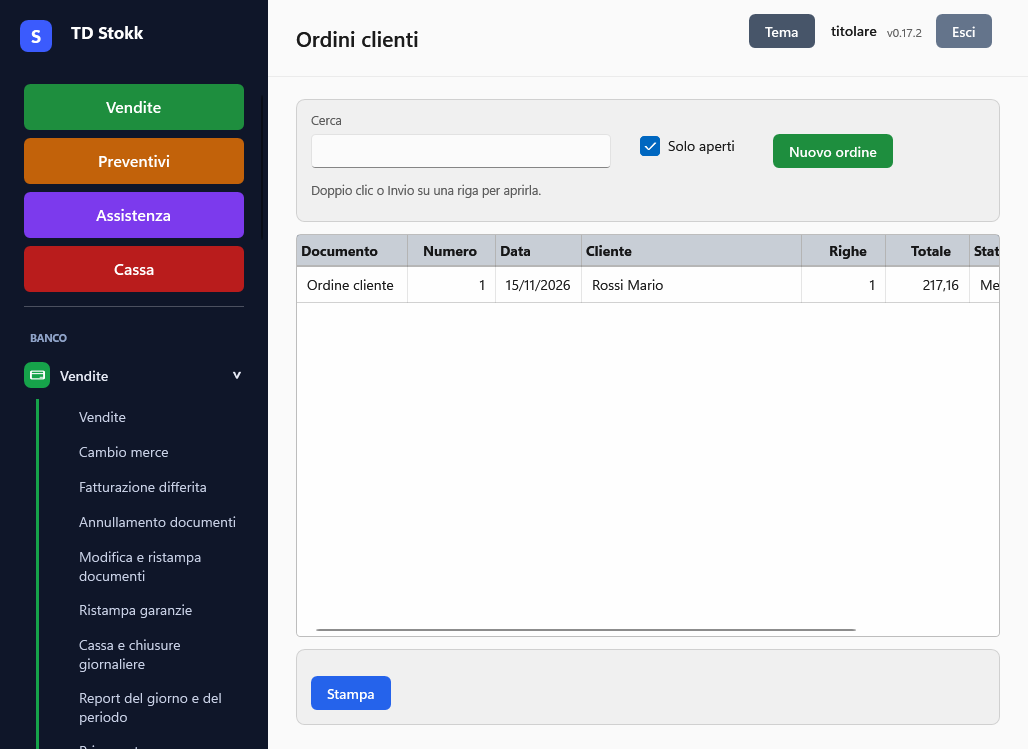 S TD Stokk
Vendite
Preventivi
Assistenza
Cassa
BANCO
Vendite
Vendite
Cambio merce
Fatturazione differita
Annullamento documenti
Modifica e ristampa
documenti
Ristampa garanzie
Cassa e chiusure
giornaliere
Report del giorno e del
periodo
Ordini clienti
Tema titolare v0.17.2 Esci
Cerca
Solo aperti
Nuovo ordine
Doppio clic o Invio su una riga per aprirla.
Documento Numero Data Cliente Righe Totale Stat
Ordine cliente 1 15/11/2026 Rossi Mario 1 217,16 Me
Stampa